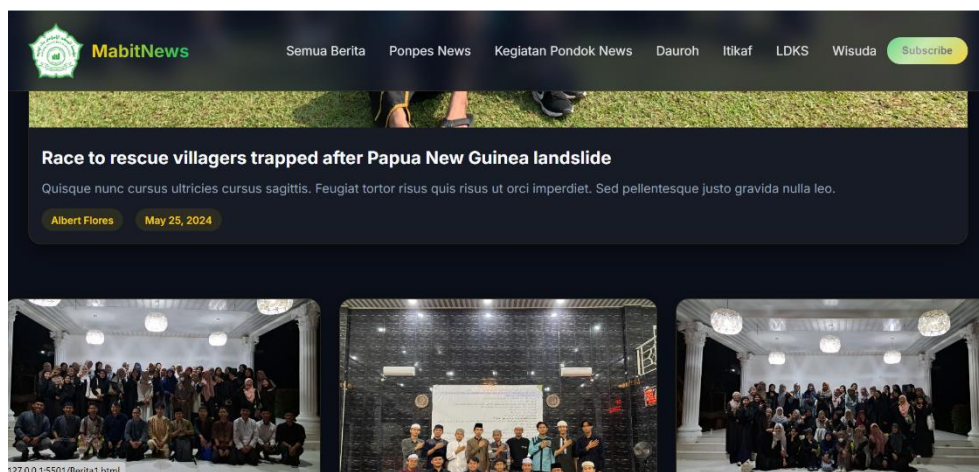 MabitNews
Semua Berita Ponpes News Kegiatan Pondok News Dauroh Itikaf LDKS Wisuda Subscribe
Race to rescue villagers trapped after Papua New Guinea landslide
Quisque nunc cursus ultricies cursus sagittis. Feugiat tortor risus quis risus ut orci imperdiet. Sed pellentesque justo gravida nulla leo.
Albert Flores May 25, 2024
127.0.0.1:5501/Berita1.html